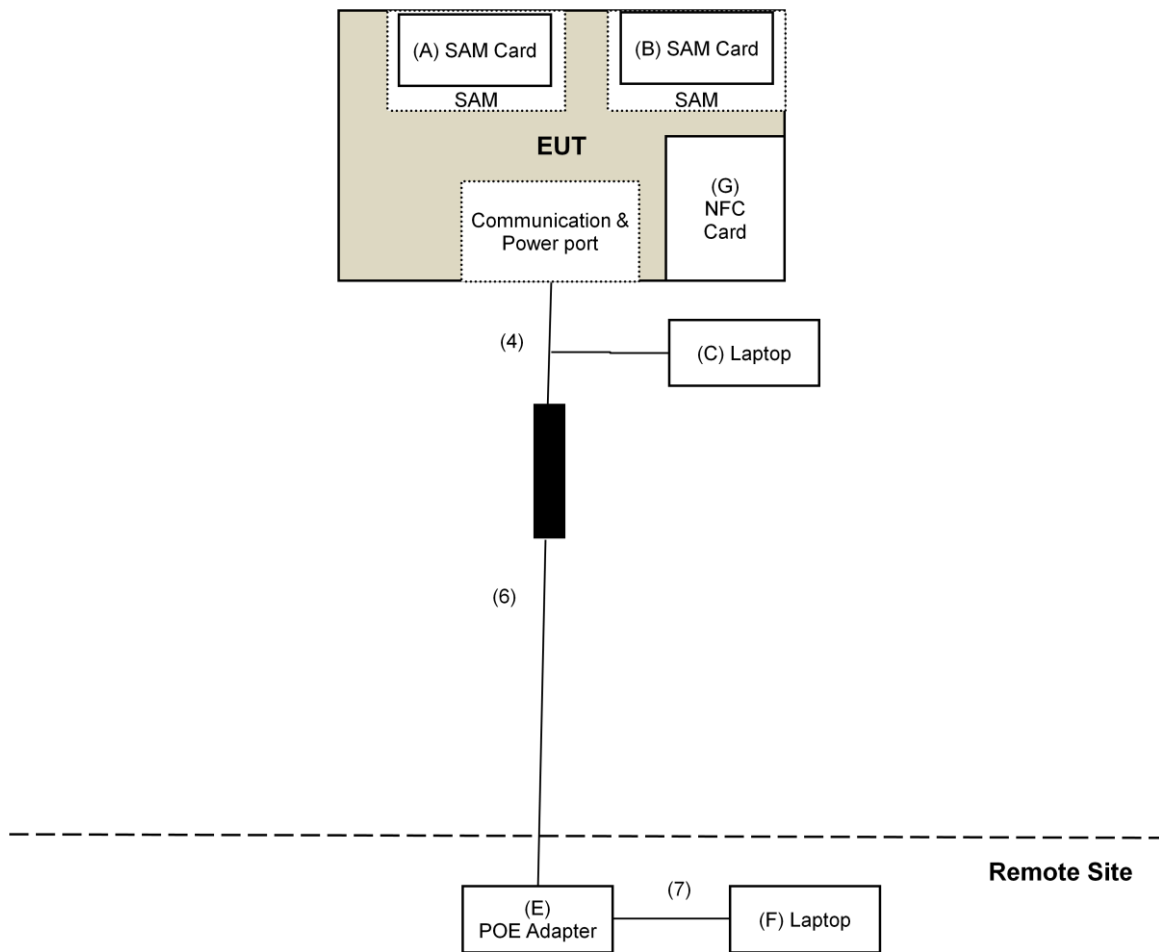 (A) SAM Card
(B) SAM Card
SAM
SAM
EUT
(G)
NFC
Card
Communication &
Power port
(4)
(C) Laptop
(6)
Remote Site
(E)
POE Adapter
(7)
(F) Laptop